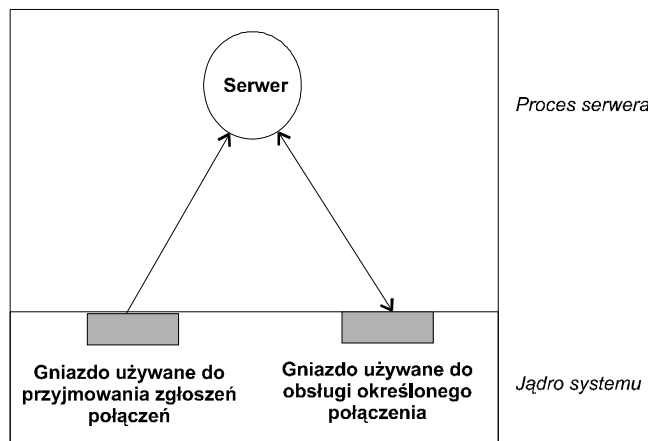 Serwer
Proces serwera
Gniazdo używane do
przyjmowania zgłoszeń
połączeń
Gniazdo używane do
obsługi określonego
połączenia
Jądro systemu